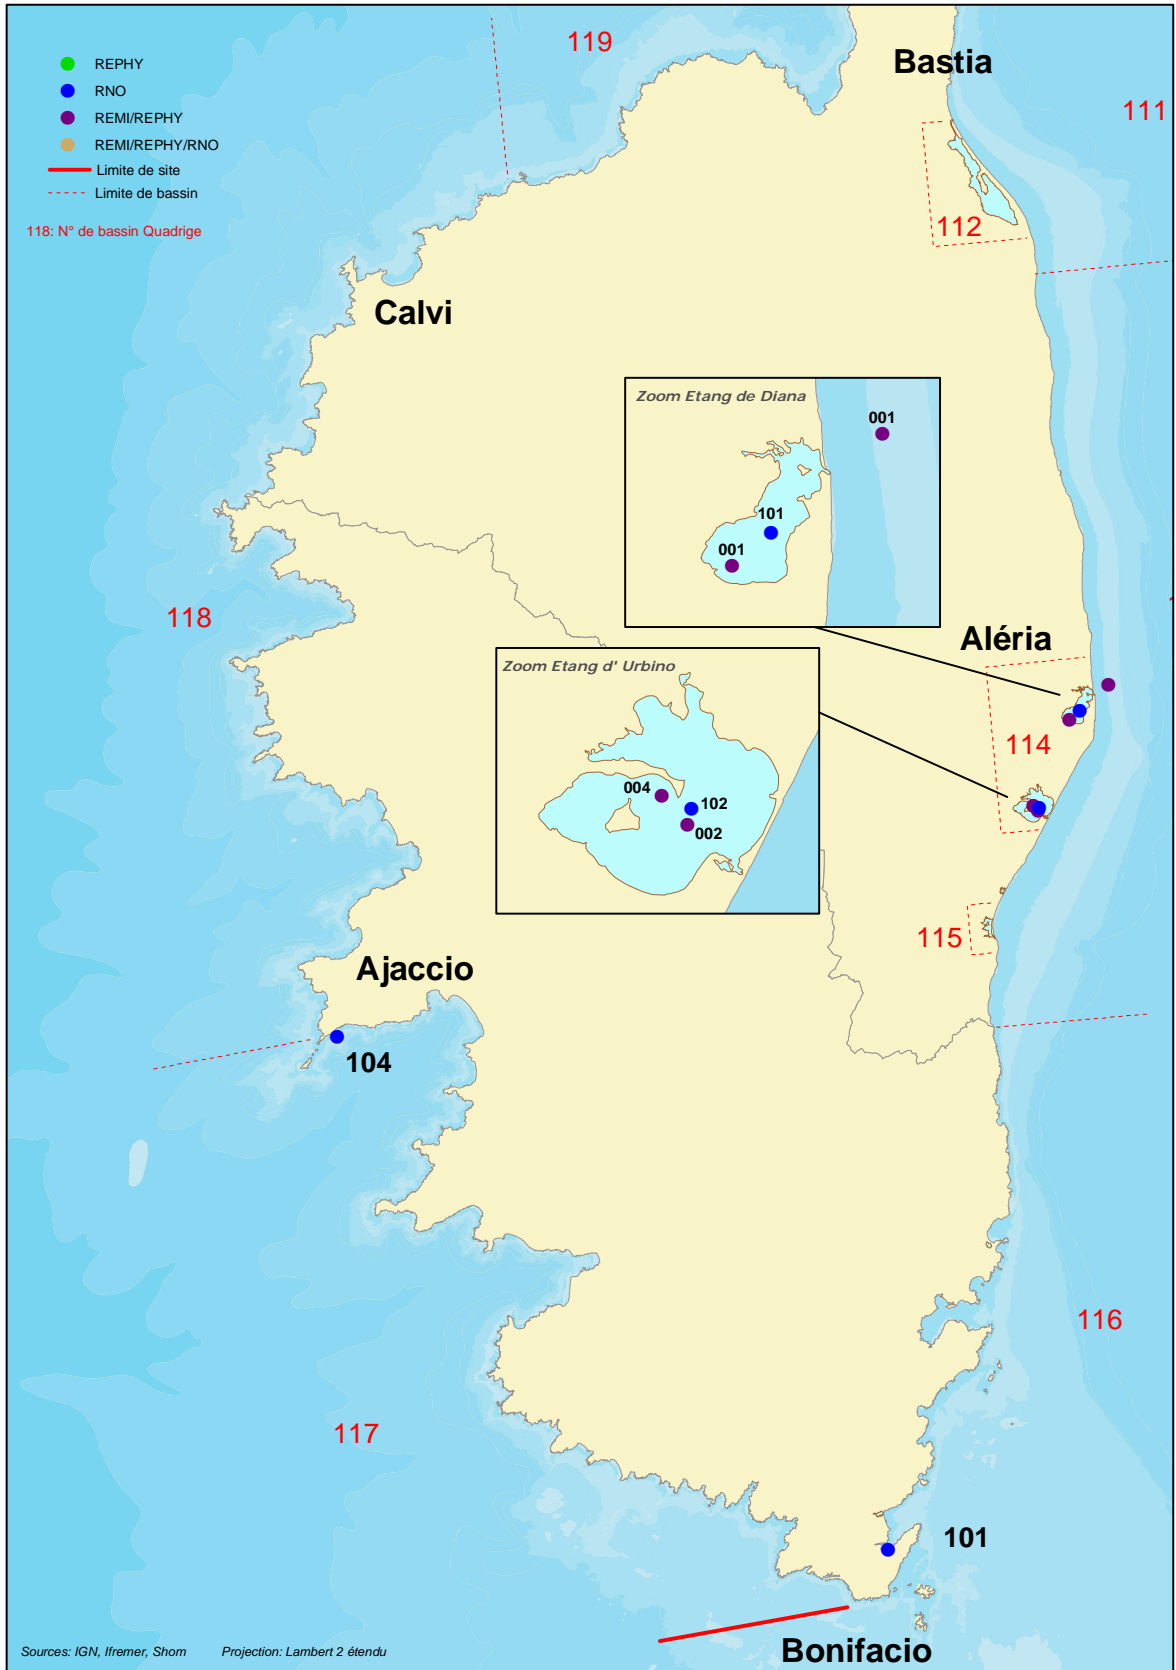 119
Bastia
REPHY
RNO
REMI/REPHY
REMI/REPHY/RNO
Limite de site
Limite de bassin
118: N° de bassin Quadrige
111
112
Calvi
Zoom Etang de Diana
001
101
001
118
Aléria
Zoom Etang d' Urbino
004
102
002
114
115
Ajaccio
104
116
117
101
Bonifacio
Sources: IGN, Ifremer, Shom Projection: Lambert 2 étendu